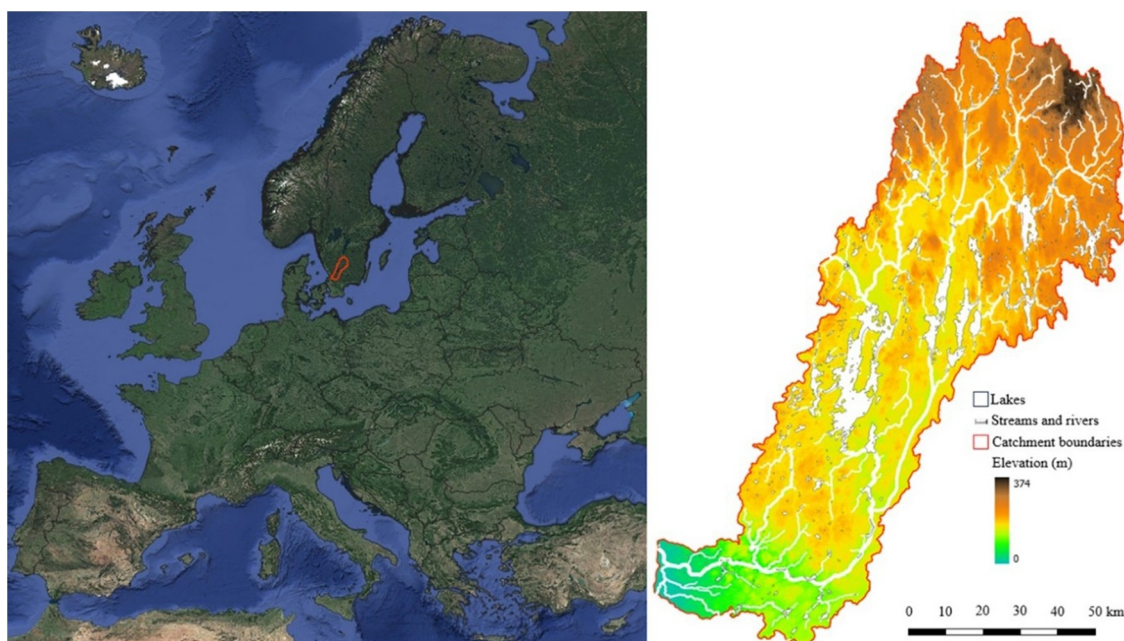 Lakes
Streams and rivers
Catchment boundaries
Elevation (m)
374
0
0 10 20 30 40 50 km